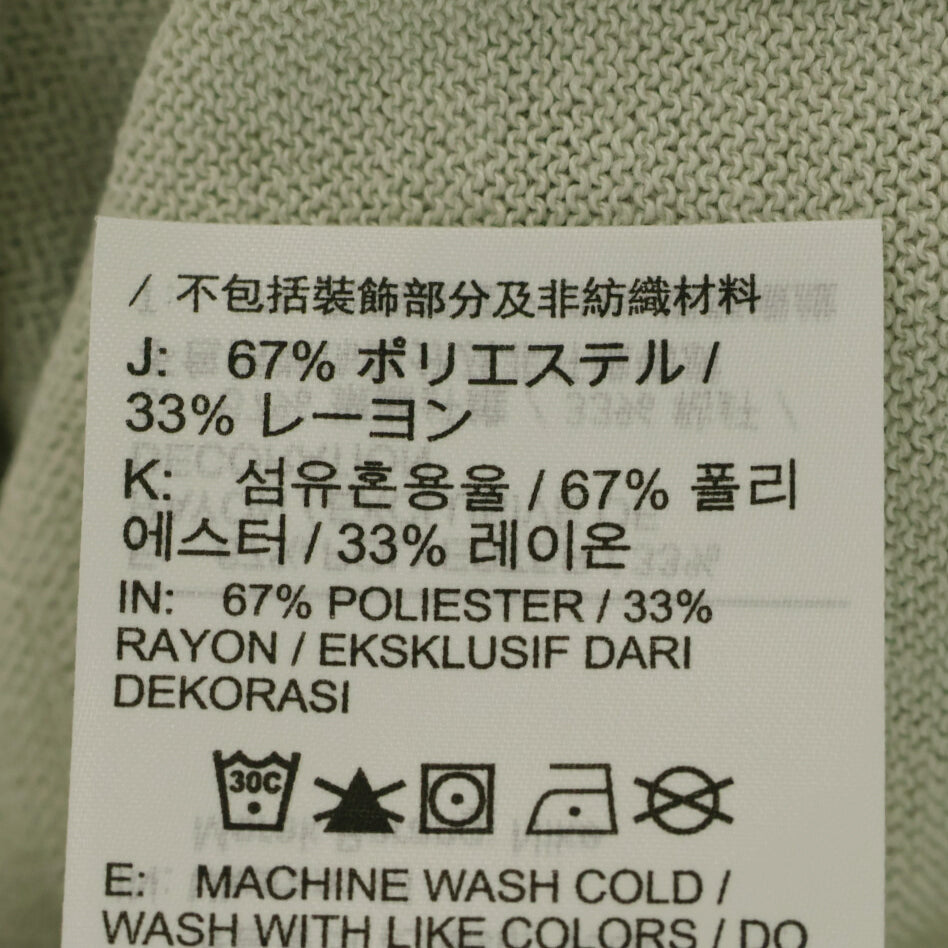 / 不包括裝飾部分及非紡織材料
J: 67% ポリエステル /
33% レーヨン
K: 섬유혼용율 / 67% 폴리
에스터 / 33% 레이온
IN: 67% POLIESTER / 33%
RAYON / EKSKLUSIF DARI
DEKORASI
30C
E: MACHINE WASH COLD /
WASH WITH LIKE COLORS / DO